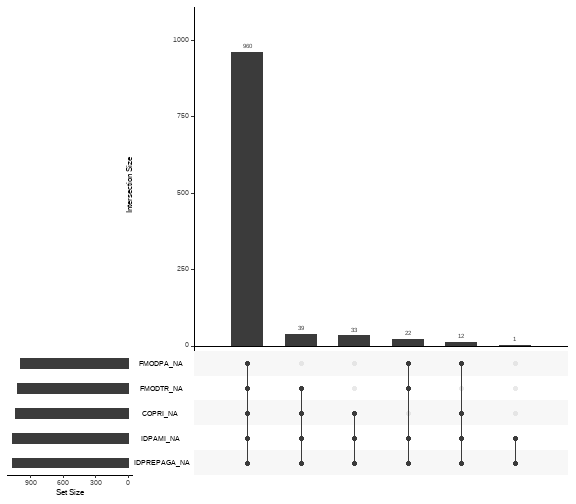 1000
960
750
Intersection Size
500
250
39
33
22
12
1
0
FMODPA_NA
FMODTR_NA
COPRI_NA
IDPAMI_NA
IDPREPAGA_NA
900 600 300 0
Set Size